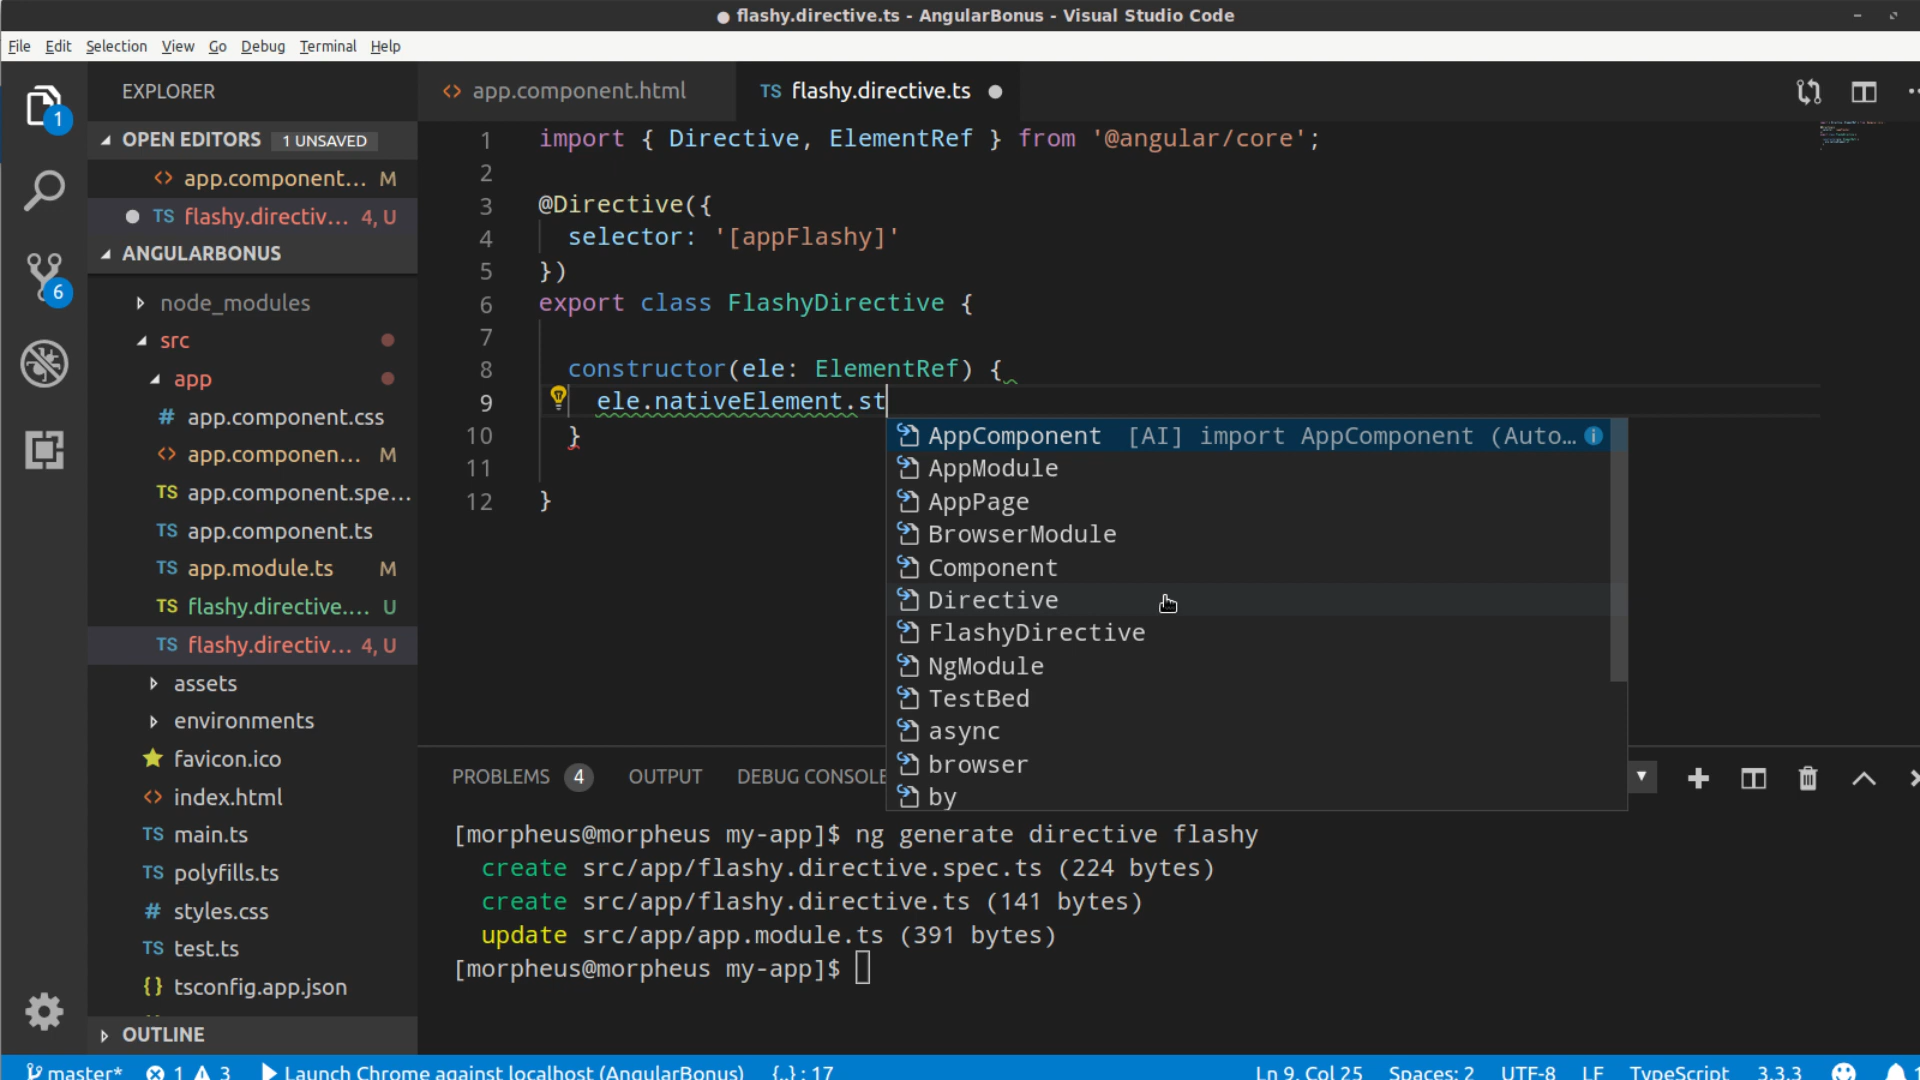 ● flashy.directive.ts - AngularBonus - Visual Studio Code
File Edit Selection View Go Debug Terminal Help
EXPLORER
OPEN EDITORS 1 UNSAVED
<> app.component... M
● TS flashy.directiv... 4, U
ANGULARBONUS
node_modules
src
app
# app.component.css
<> app.componen... M
TS app.component.spe...
TS app.component.ts
TS app.module.ts M
TS flashy.directive.... U
TS flashy.directiv... 4, U
assets
environments
favicon.ico
<> index.html
TS main.ts
TS polyfills.ts
# styles.css
TS test.ts
{} tsconfig.app.json
OUTLINE
1
6
<> app.component.html
TS flashy.directive.ts ●
1 import { Directive, ElementRef } from '@angular/core';
2
3 @Directive({
4 selector: '[appFlashy]'
5 })
6 export class FlashyDirective {
7
8 constructor(ele: ElementRef) {
9 ele.nativeElement.st
10 }
11
12 }
AppComponent [AI] import AppComponent (Auto...
AppModule
AppPage
BrowserModule
Component
Directive
FlashyDirective
NgModule
TestBed
async
browser
by
PROBLEMS 4 OUTPUT DEBUG CONSOLE
[morpheus@morpheus my-app]$ ng generate directive flashy
create src/app/flashy.directive.spec.ts (224 bytes)
create src/app/flashy.directive.ts (141 bytes)
update src/app/app.module.ts (391 bytes)
[morpheus@morpheus my-app]$
master* 1 3 Launch Chrome against localhost (AngularBonus) {..} : 17 Ln 9, Col 25 Spaces: 2 UTF-8 LF TypeScript 3.3.3 1